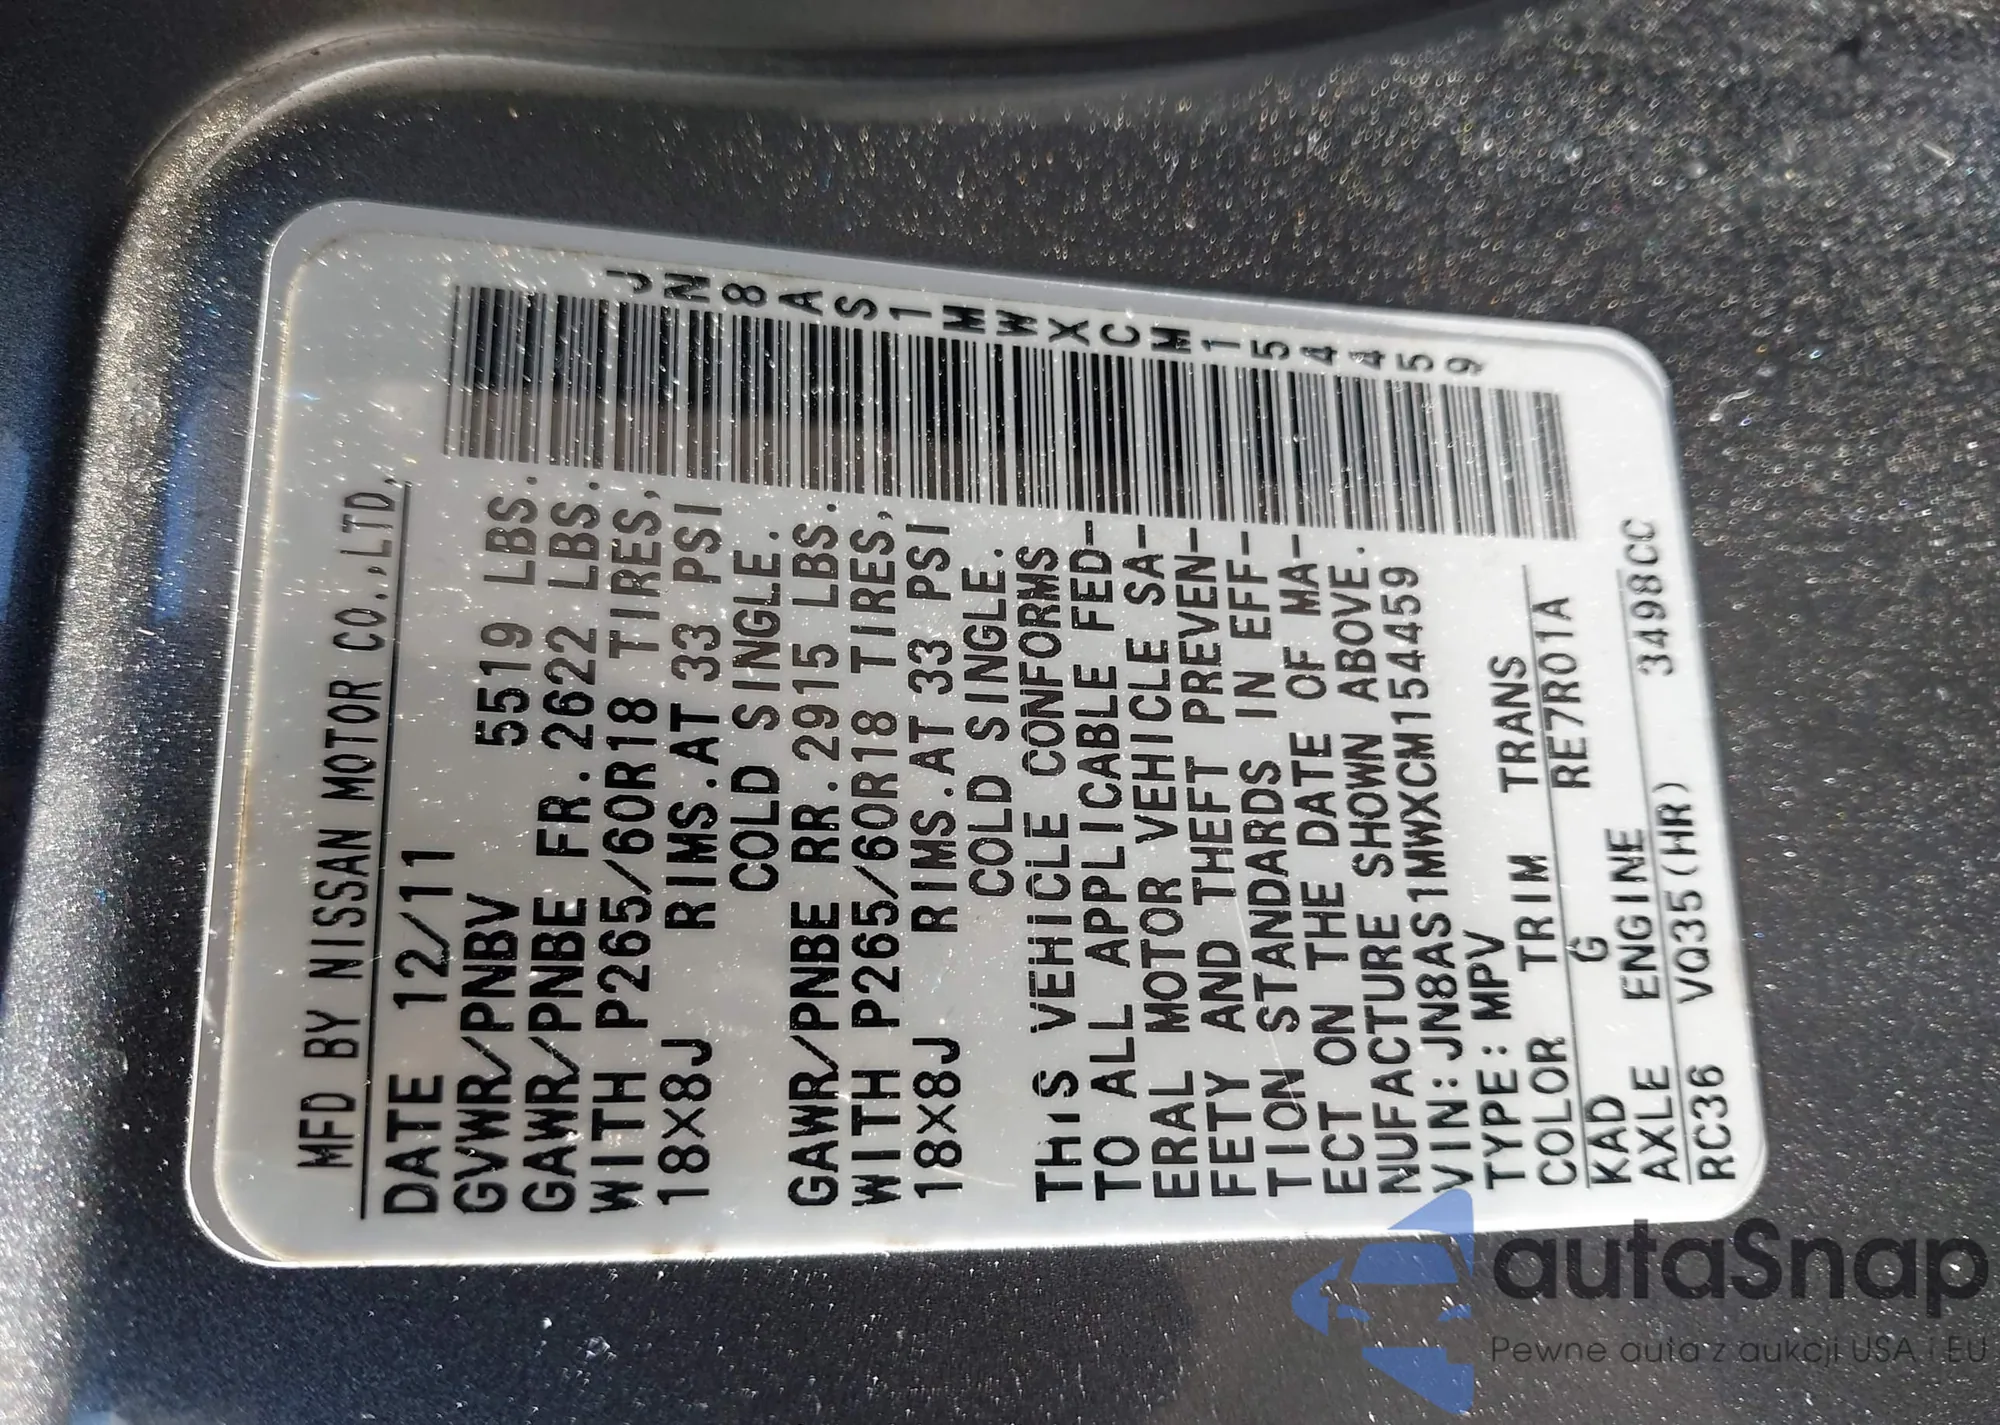 MFD BY NISSAN MOTOR CO.,LTD.
DATE 12/11
GVWR/PNBV 5519 LBS.
GAWR/PNBE FR. 2622 LBS.
WITH P265/60R18 TIRES,
18×8J RIMS.AT 33 PSI
COLD SINGLE.
GAWR/PNBE RR. 2915 LBS.
WITH P265/60R18 TIRES,
18×8J RIMS.AT 33 PSI
COLD SINGLE.
THIS VEHICLE CONFORMS
TO ALL APPLICABLE FED-
ERAL MOTOR VEHICLE SA-
FETY AND THEFT PREVEN-
TION STANDARDS IN EFF-
ECT ON THE DATE OF MA-
NUFACTURE SHOWN ABOVE.
VIN: JN8AS1MWXCM154459
TYPE: MPV
COLOR TRIM TRANS
KAD G RE7R01A
AXLE ENGINE
RC36 VQ35(HR) 3498CC
JN8AS1MWXCM154459
autaSnap
Pewne auta z aukcji USA i EU